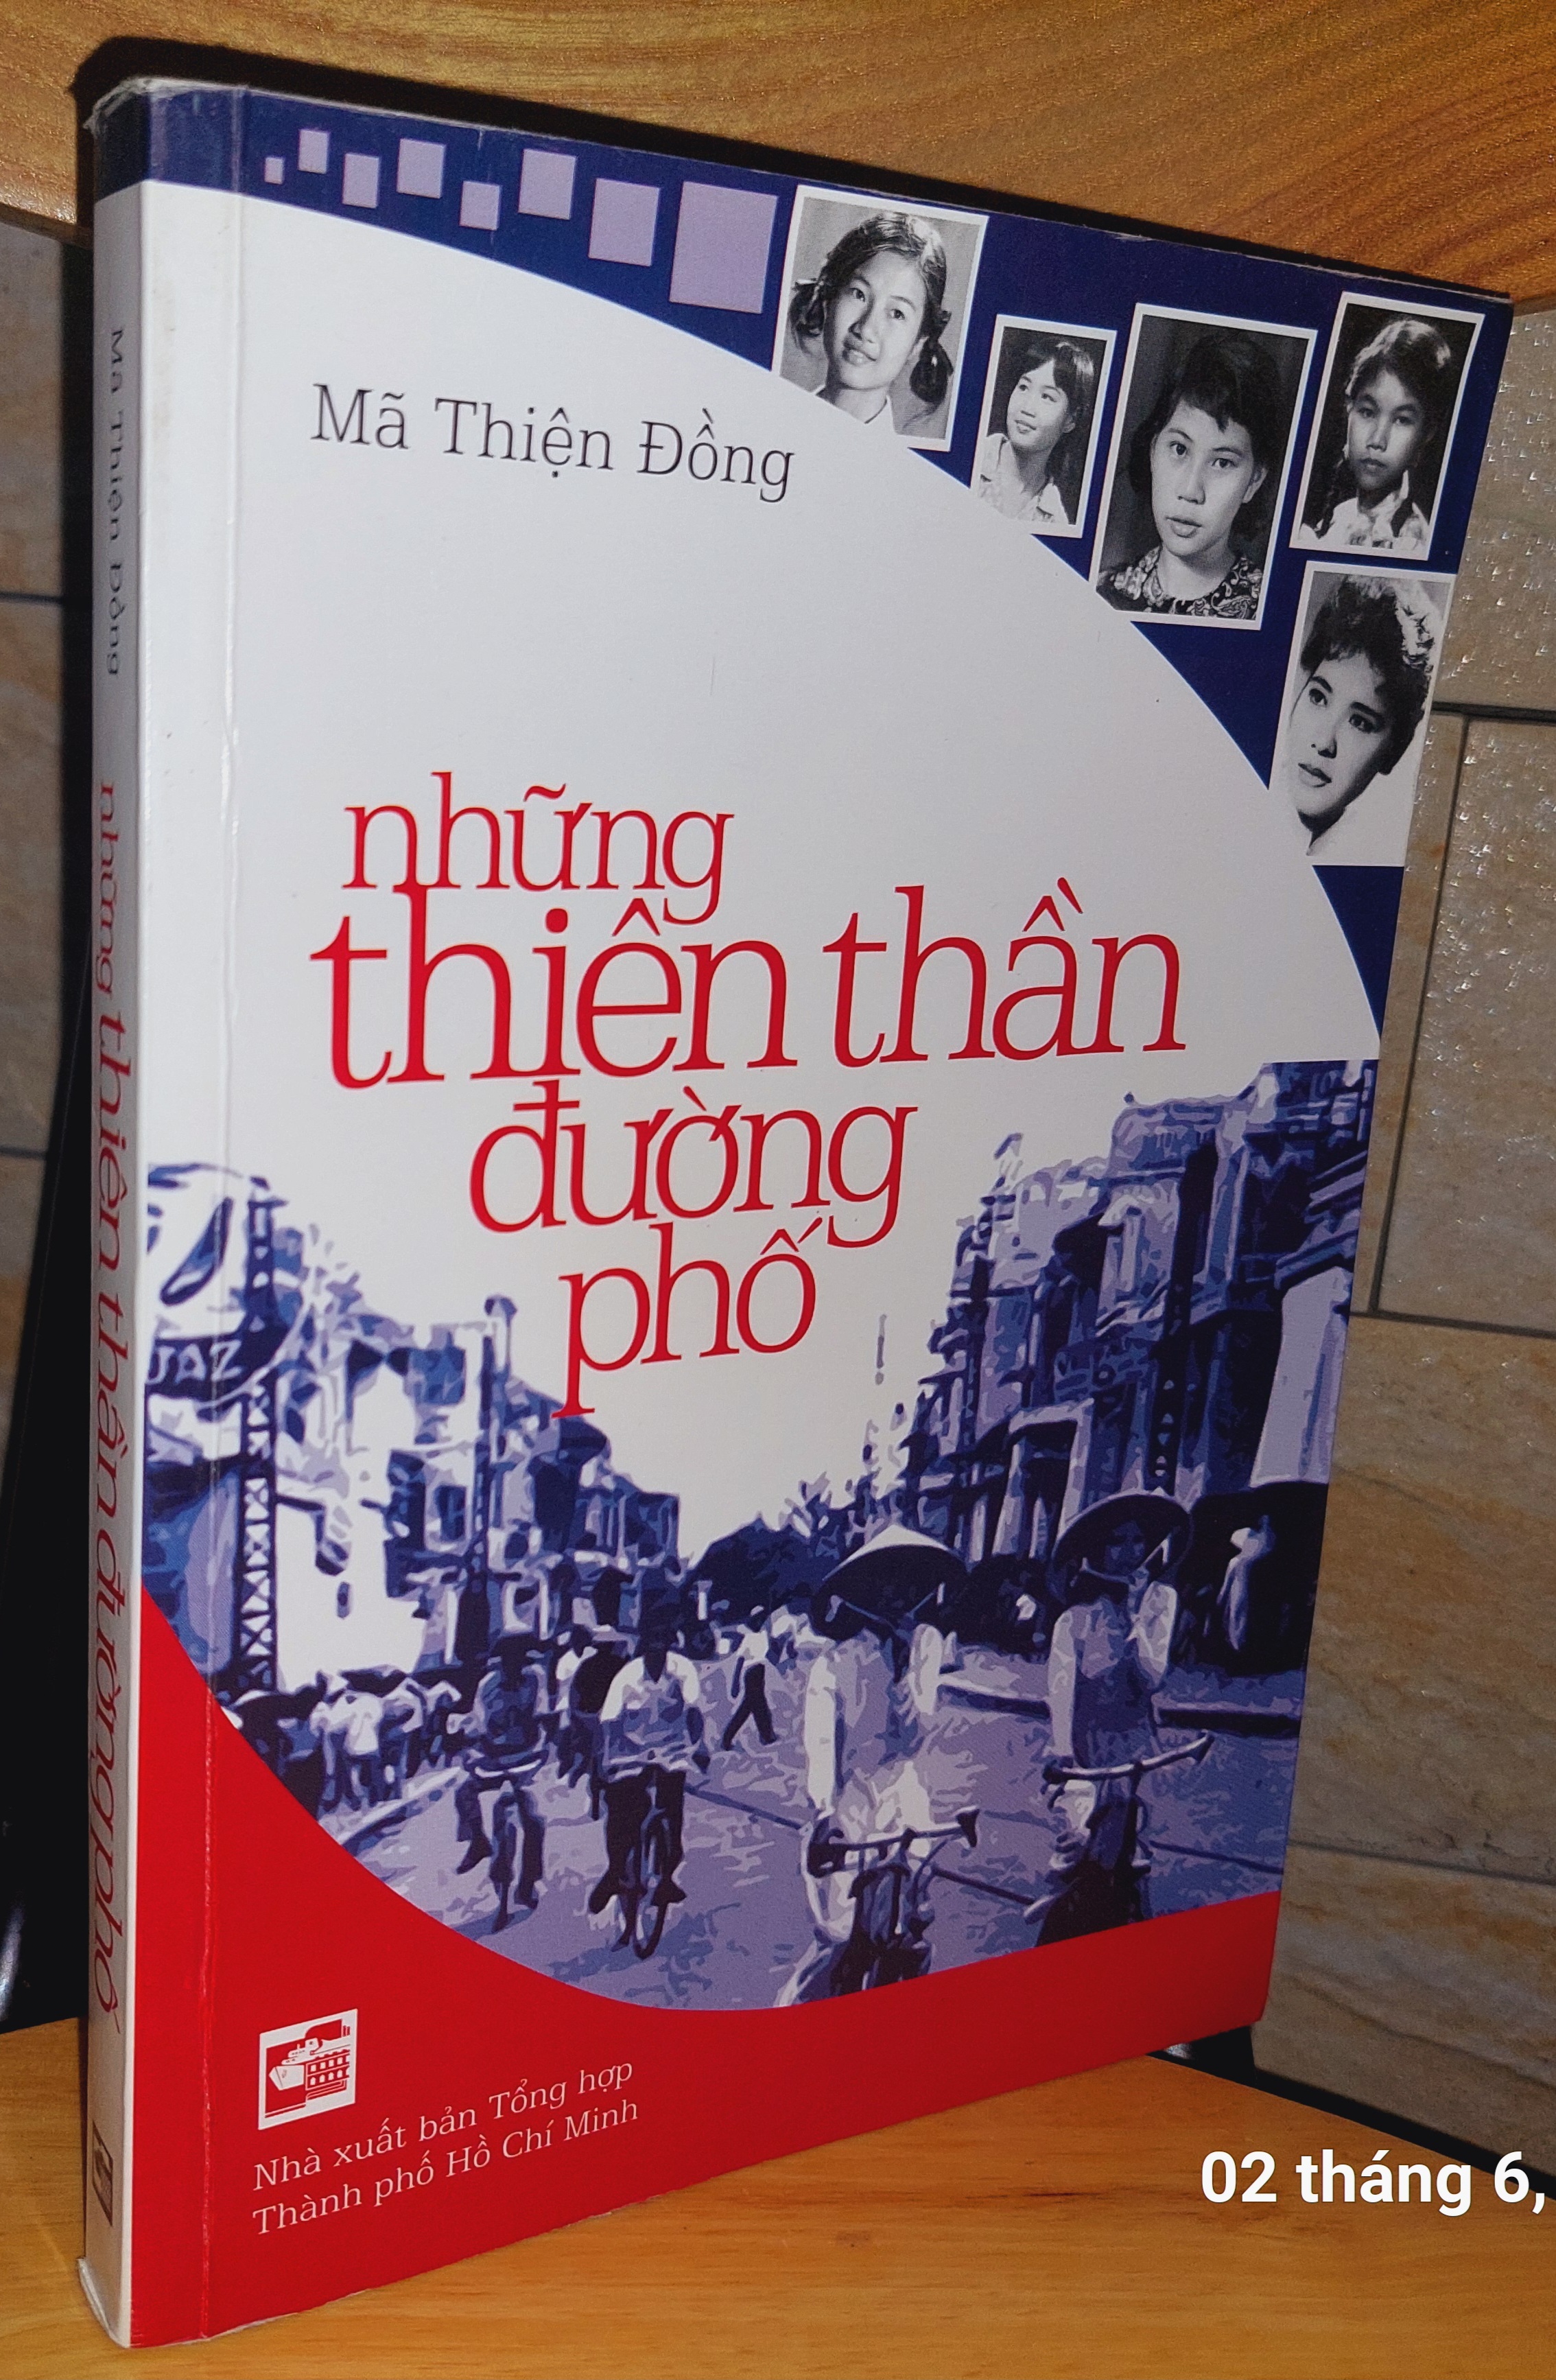 Mã Thiện Đồng
những
thiên thần
đường
phố
Nhà xuất bản Tổng hợp
Thành phố Hồ Chí Minh
Mã Thiện Đồng
những thiên thần đường phố
02 tháng 6,